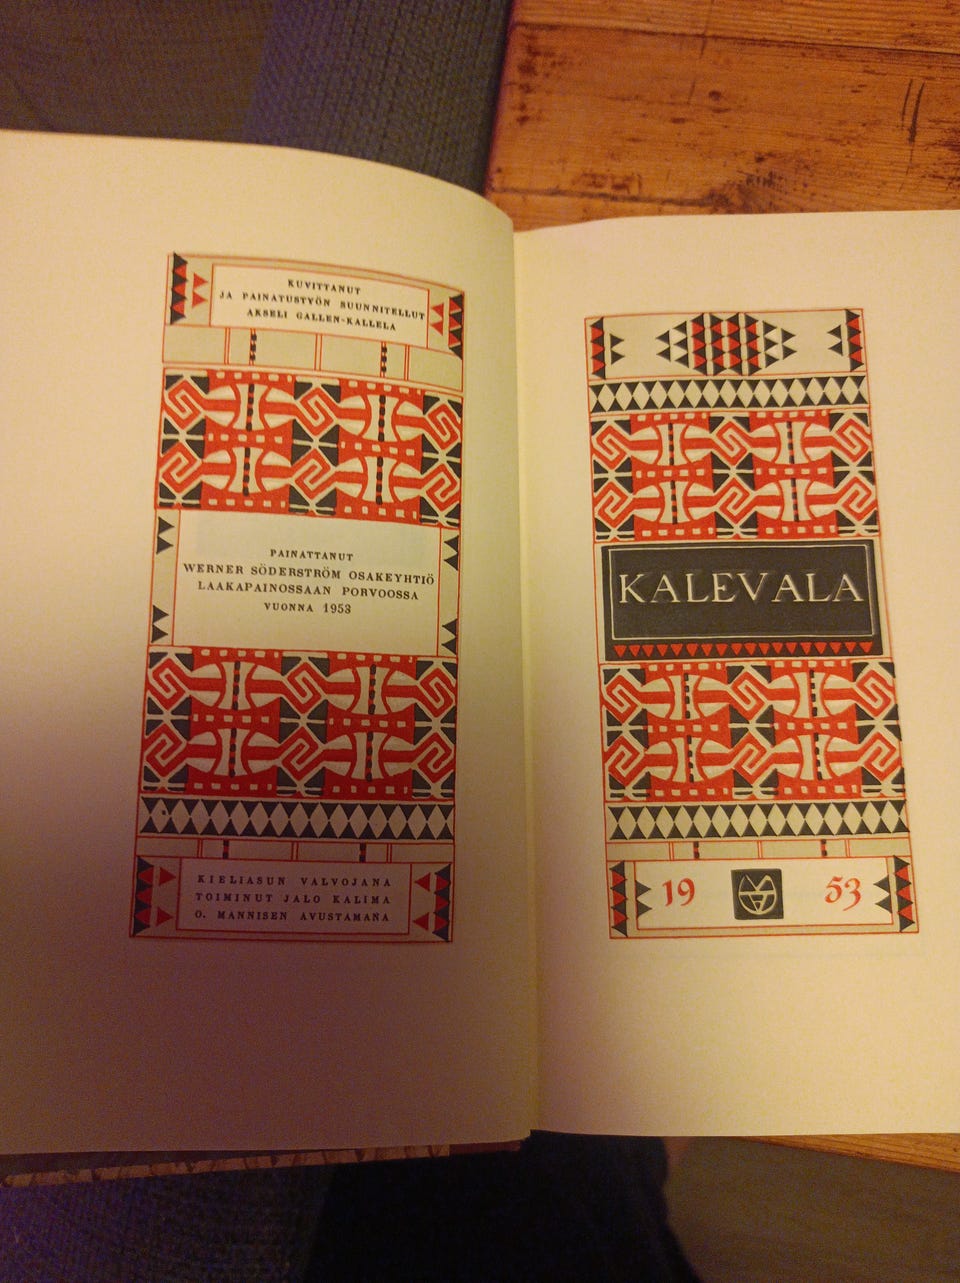 KUVITTANUT
JA PAINATUSTYÖN SUUNNITELLUT
AKSELI GALLEN-KALLELA
PAINATTANUT
WERNER SÖDERSTRÖM OSAKEYHTIÖ
LAAKAPAINOSSAAN PORVOOSSA
VUONNA 1953
KIELIASUN VALVOJANA
TOIMINUT JALO KALIMA
O. MANNISEN AVUSTAMANA
KALEVALA
19 53